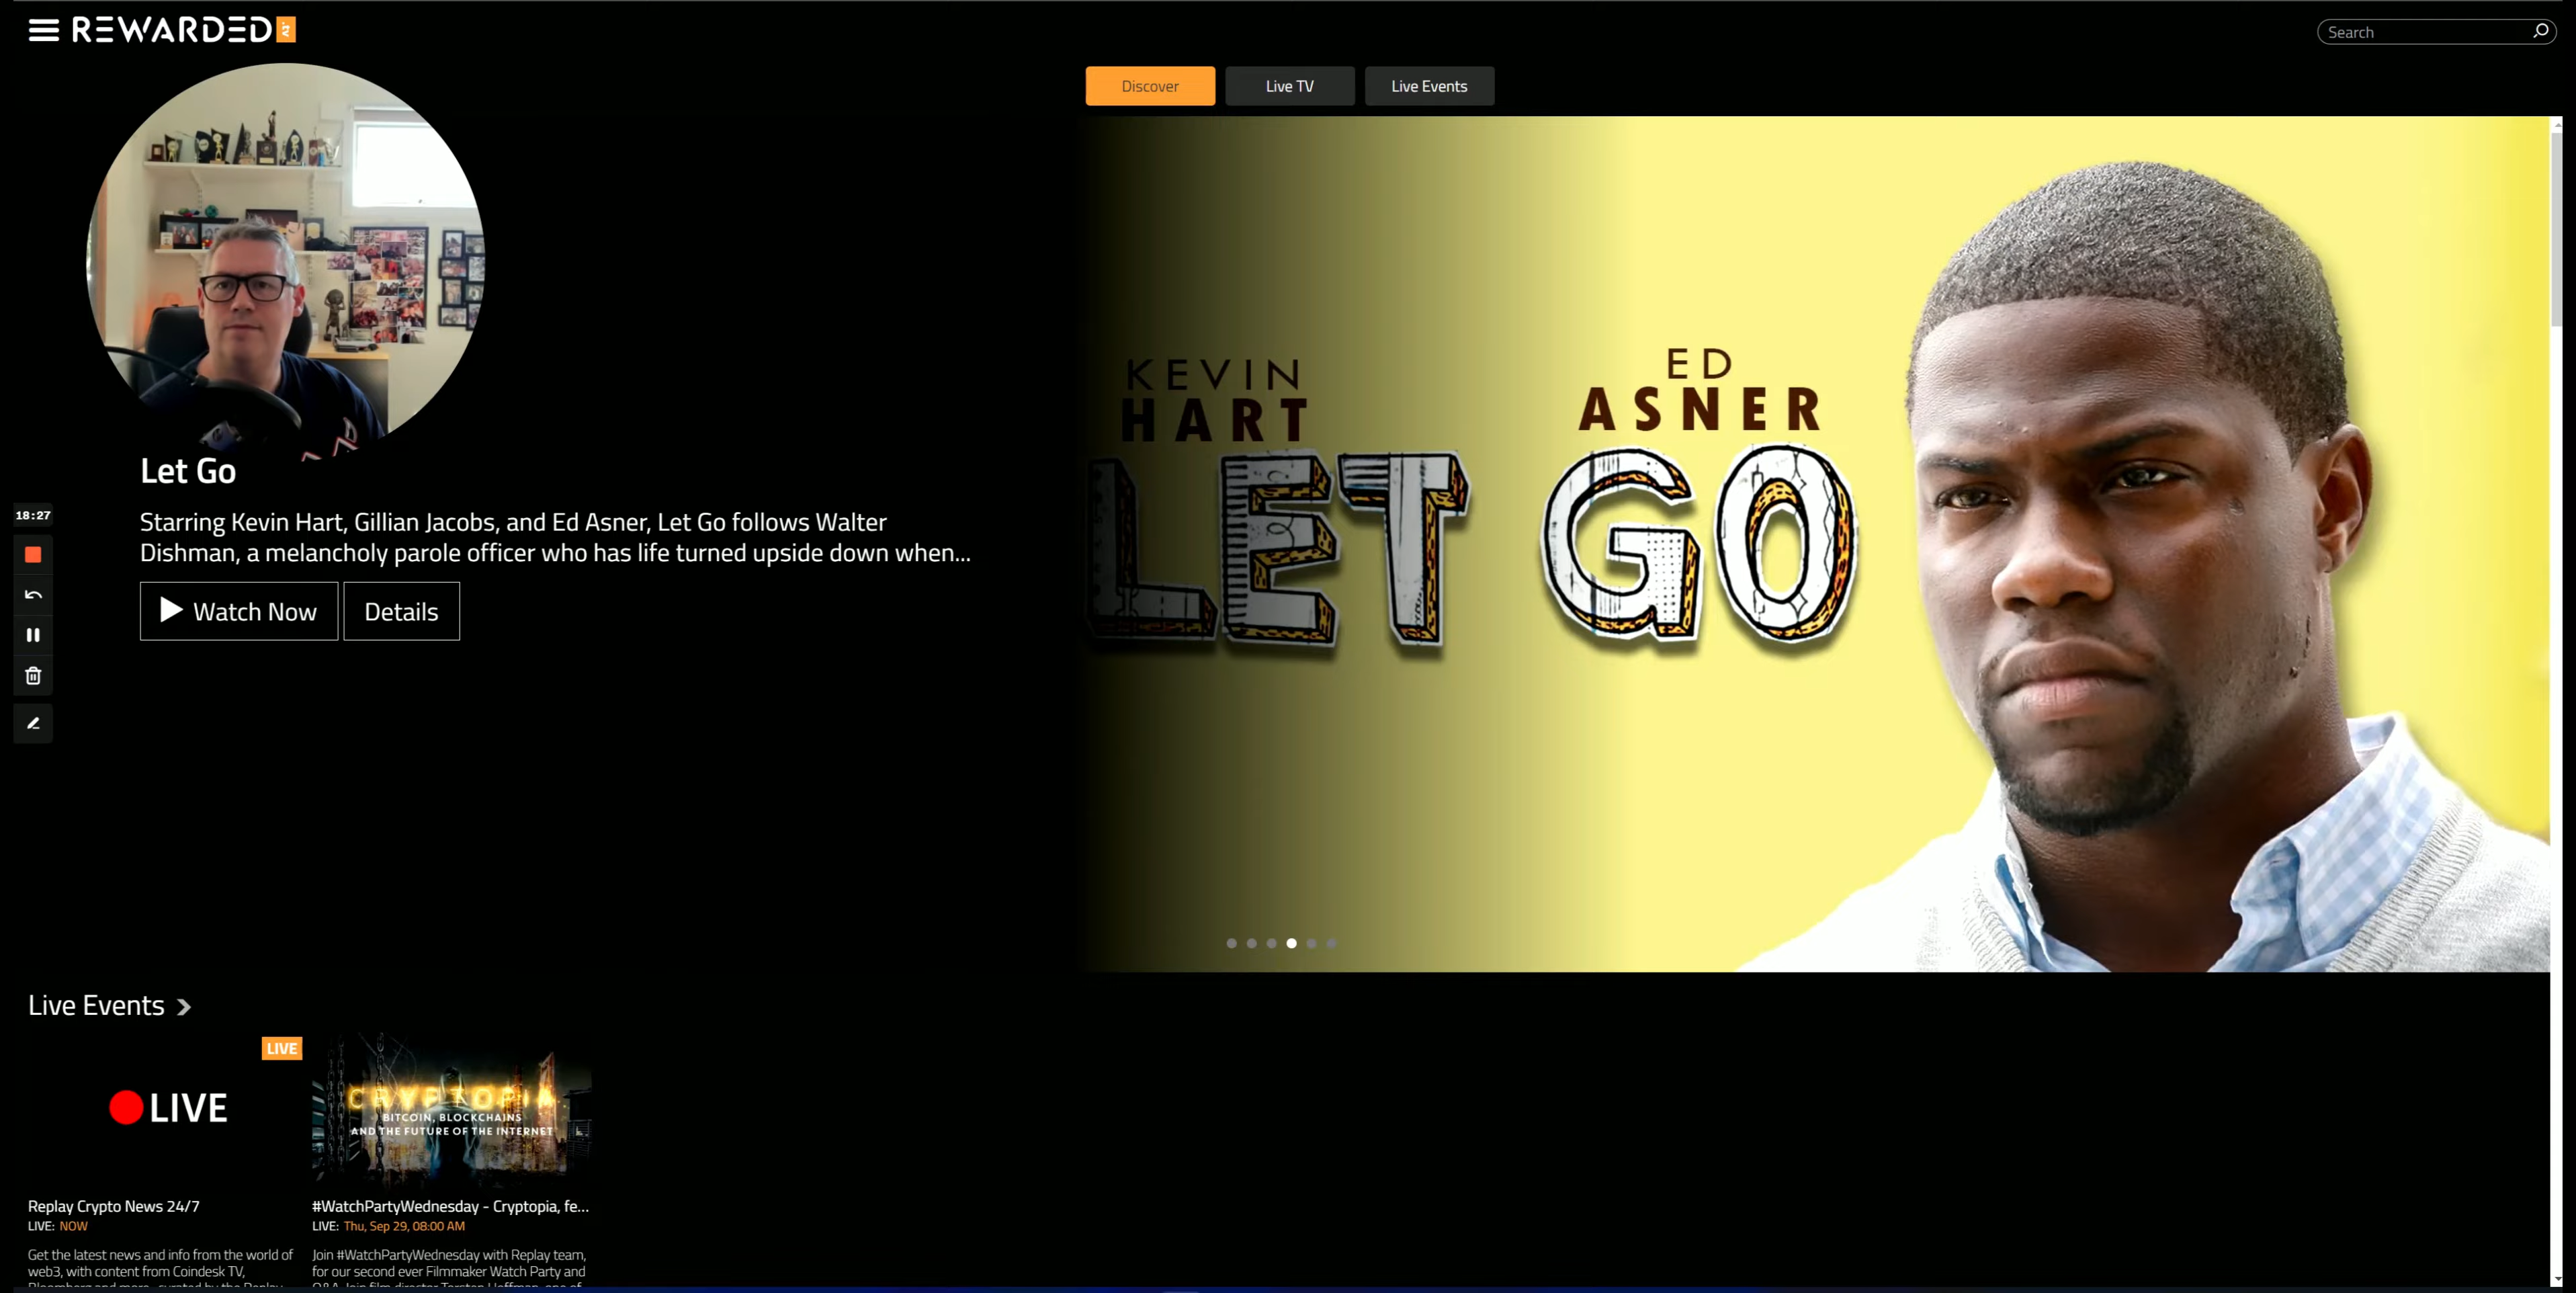 REWARDED
Search
Discover
Live TV
Live Events
KEVIN
HART
ED
ASNER
LET GO
Let Go
18:27
Starring Kevin Hart, Gillian Jacobs, and Ed Asner, Let Go follows Walter
Dishman, a melancholy parole officer who has life turned upside down when...
Watch Now
Details
Live Events
LIVE
LIVE
CRYPTOPIA
BITCOIN, BLOCKCHAINS
AND THE FUTURE OF THE INTERNET
Replay Crypto News 24/7
LIVE: NOW
Get the latest news and info from the world of
web3, with content from Coindesk TV,
#WatchPartyWednesday - Cryptopia, fe...
LIVE: Thu, Sep 29, 08:00 AM
Join #WatchPartyWednesday with Replay team,
for our second ever Filmmaker Watch Party and